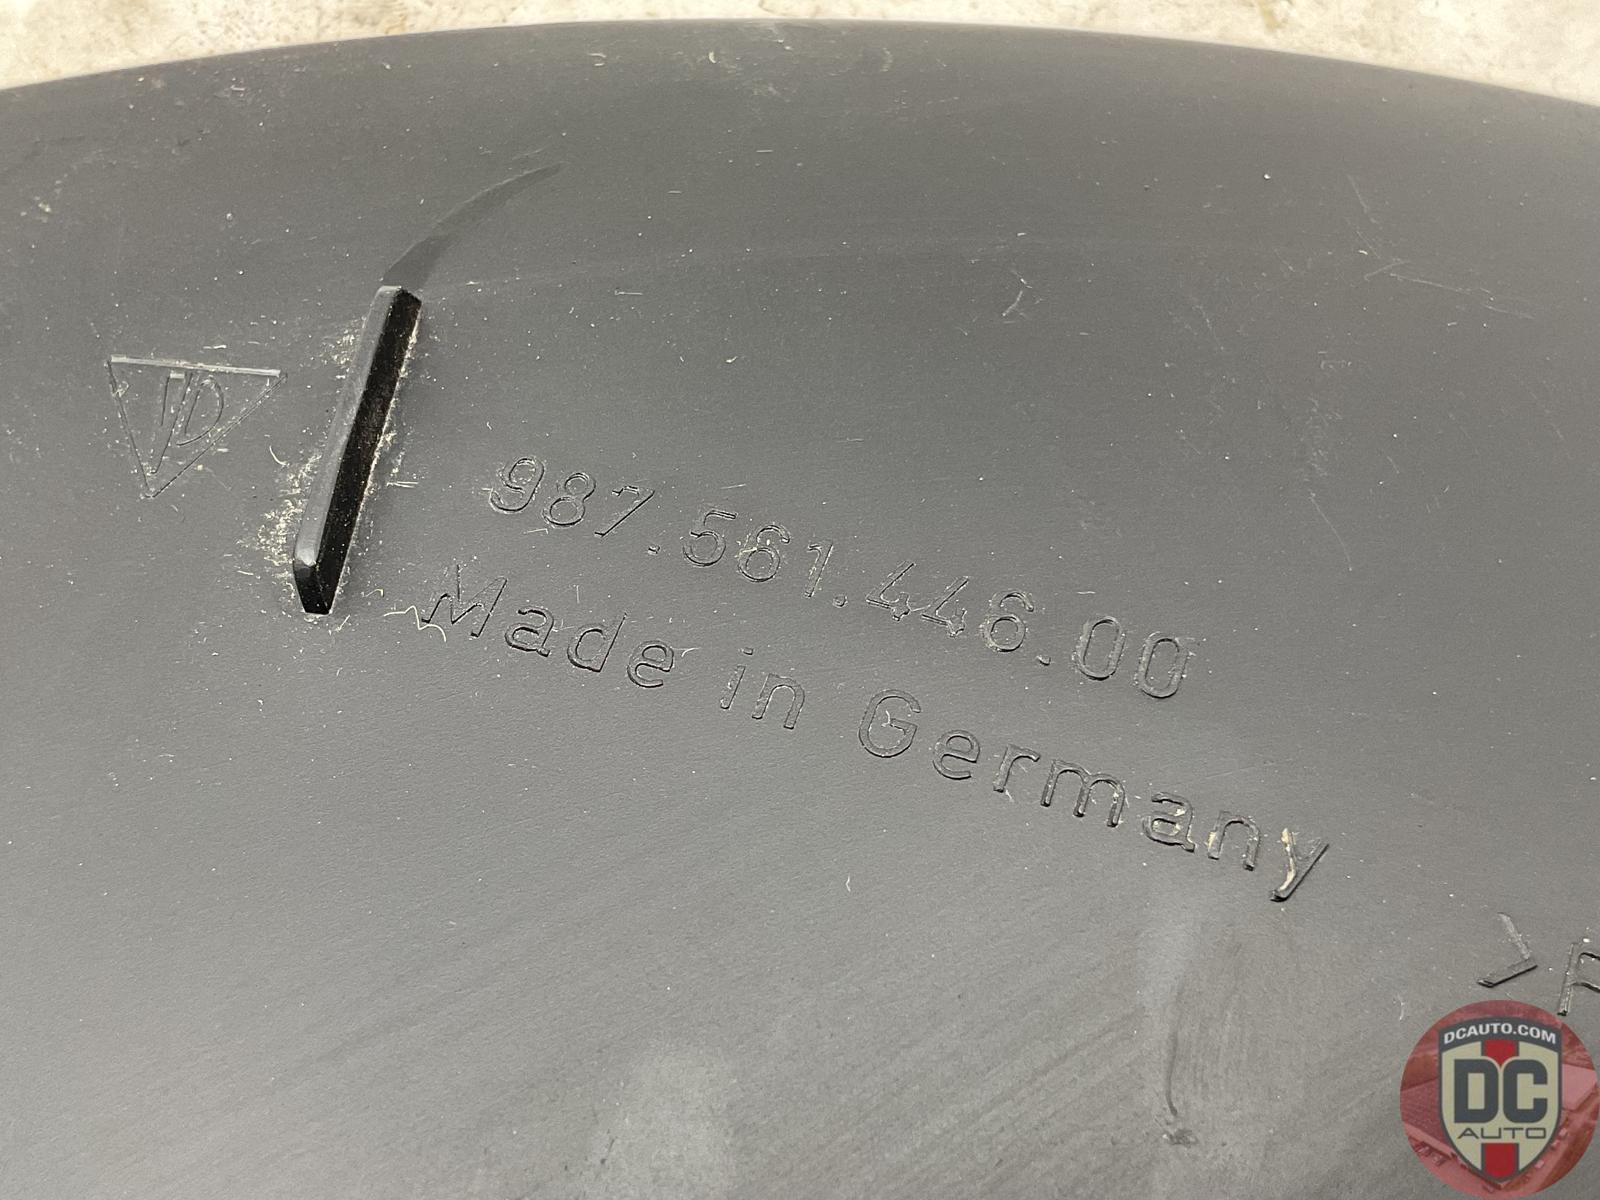 987.561.446.00
Made in Germany
>P
DCAUTO.COM
DC
AUTO